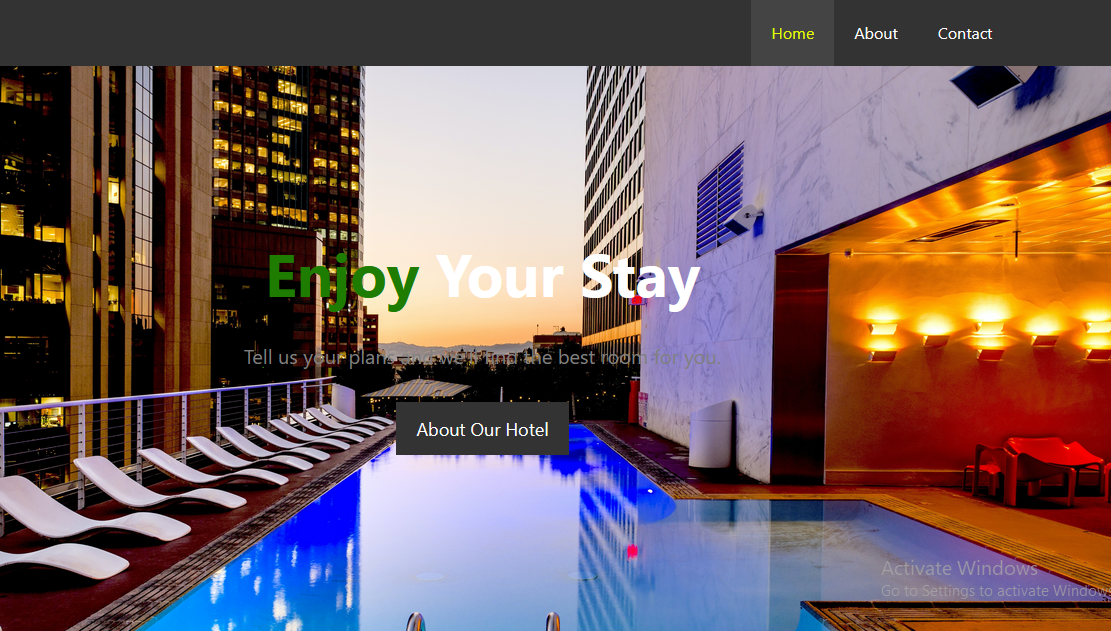 Home About Contact
Enjoy Your Stay
Tell us your plans and we'll find the best room for you.
About Our Hotel
Activate Windows
Go to Settings to activate Windows